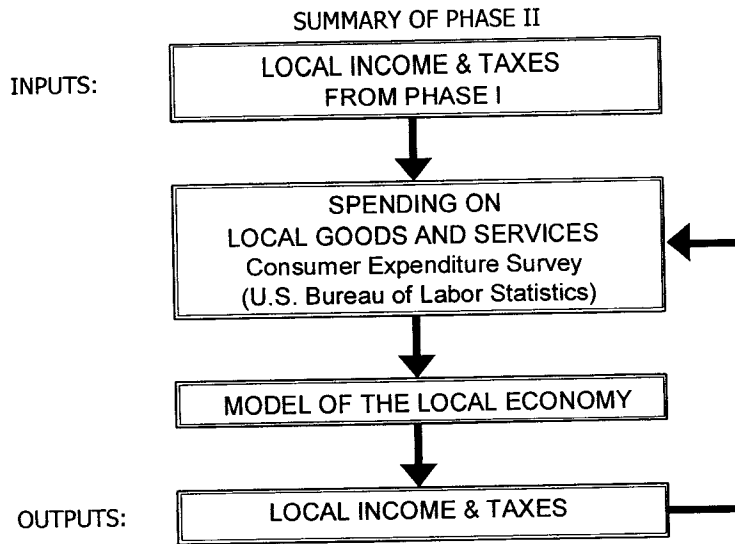 SUMMARY OF PHASE II
INPUTS:
LOCAL INCOME & TAXES
FROM PHASE I
SPENDING ON
LOCAL GOODS AND SERVICES
Consumer Expenditure Survey
(U.S. Bureau of Labor Statistics)
MODEL OF THE LOCAL ECONOMY
OUTPUTS:
LOCAL INCOME & TAXES